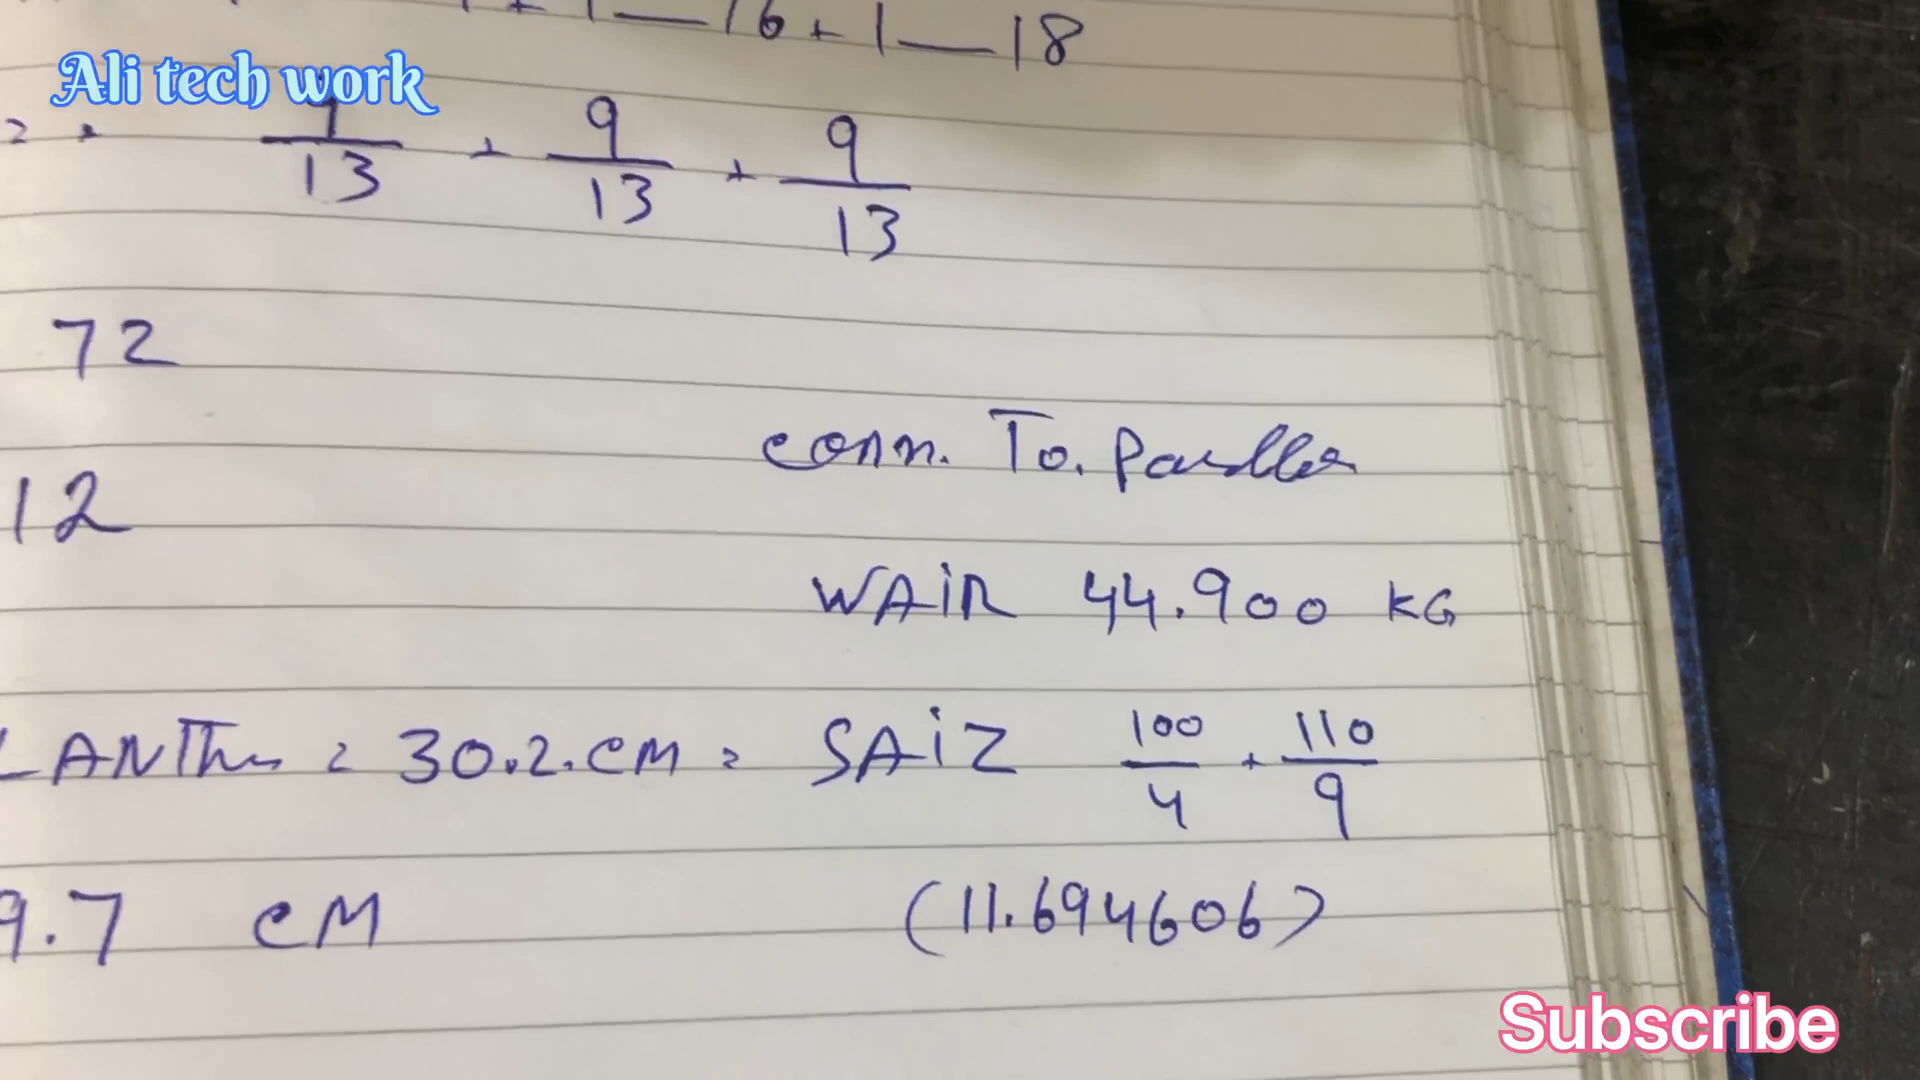 16 + 1 — 18
Ali tech work
= + 9/13 + 9/13 + 9/13
72
conn. To. Paralla
12
WAIR 44.900 KG
LANTh = 30.2.CM = SAIZ 100/4 + 110/9
9.7 CM (11.694606)
Subscribe